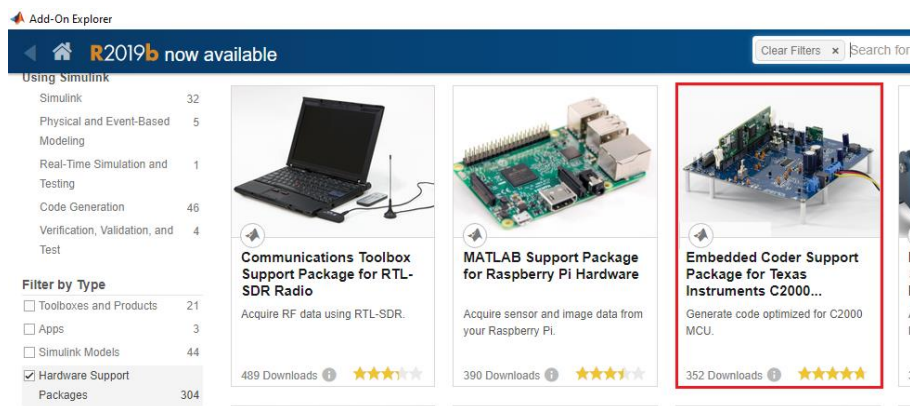 Add-On Explorer
R2019b now available
Clear Filters x Search for
Using Simulink
Simulink 32
Physical and Event-Based 5
Modeling
Real-Time Simulation and 1
Testing
Code Generation 46
Verification, Validation, and 4
Test
Filter by Type
Toolboxes and Products 21
Apps 3
Simulink Models 44
Hardware Support
Packages 304
Communications Toolbox
Support Package for RTL-
SDR Radio
Acquire RF data using RTL-SDR.
489 Downloads
MATLAB Support Package
for Raspberry Pi Hardware
Acquire sensor and image data from
your Raspberry Pi.
390 Downloads
Embedded Coder Support
Package for Texas
Instruments C2000...
Generate code optimized for C2000
MCU.
352 Downloads